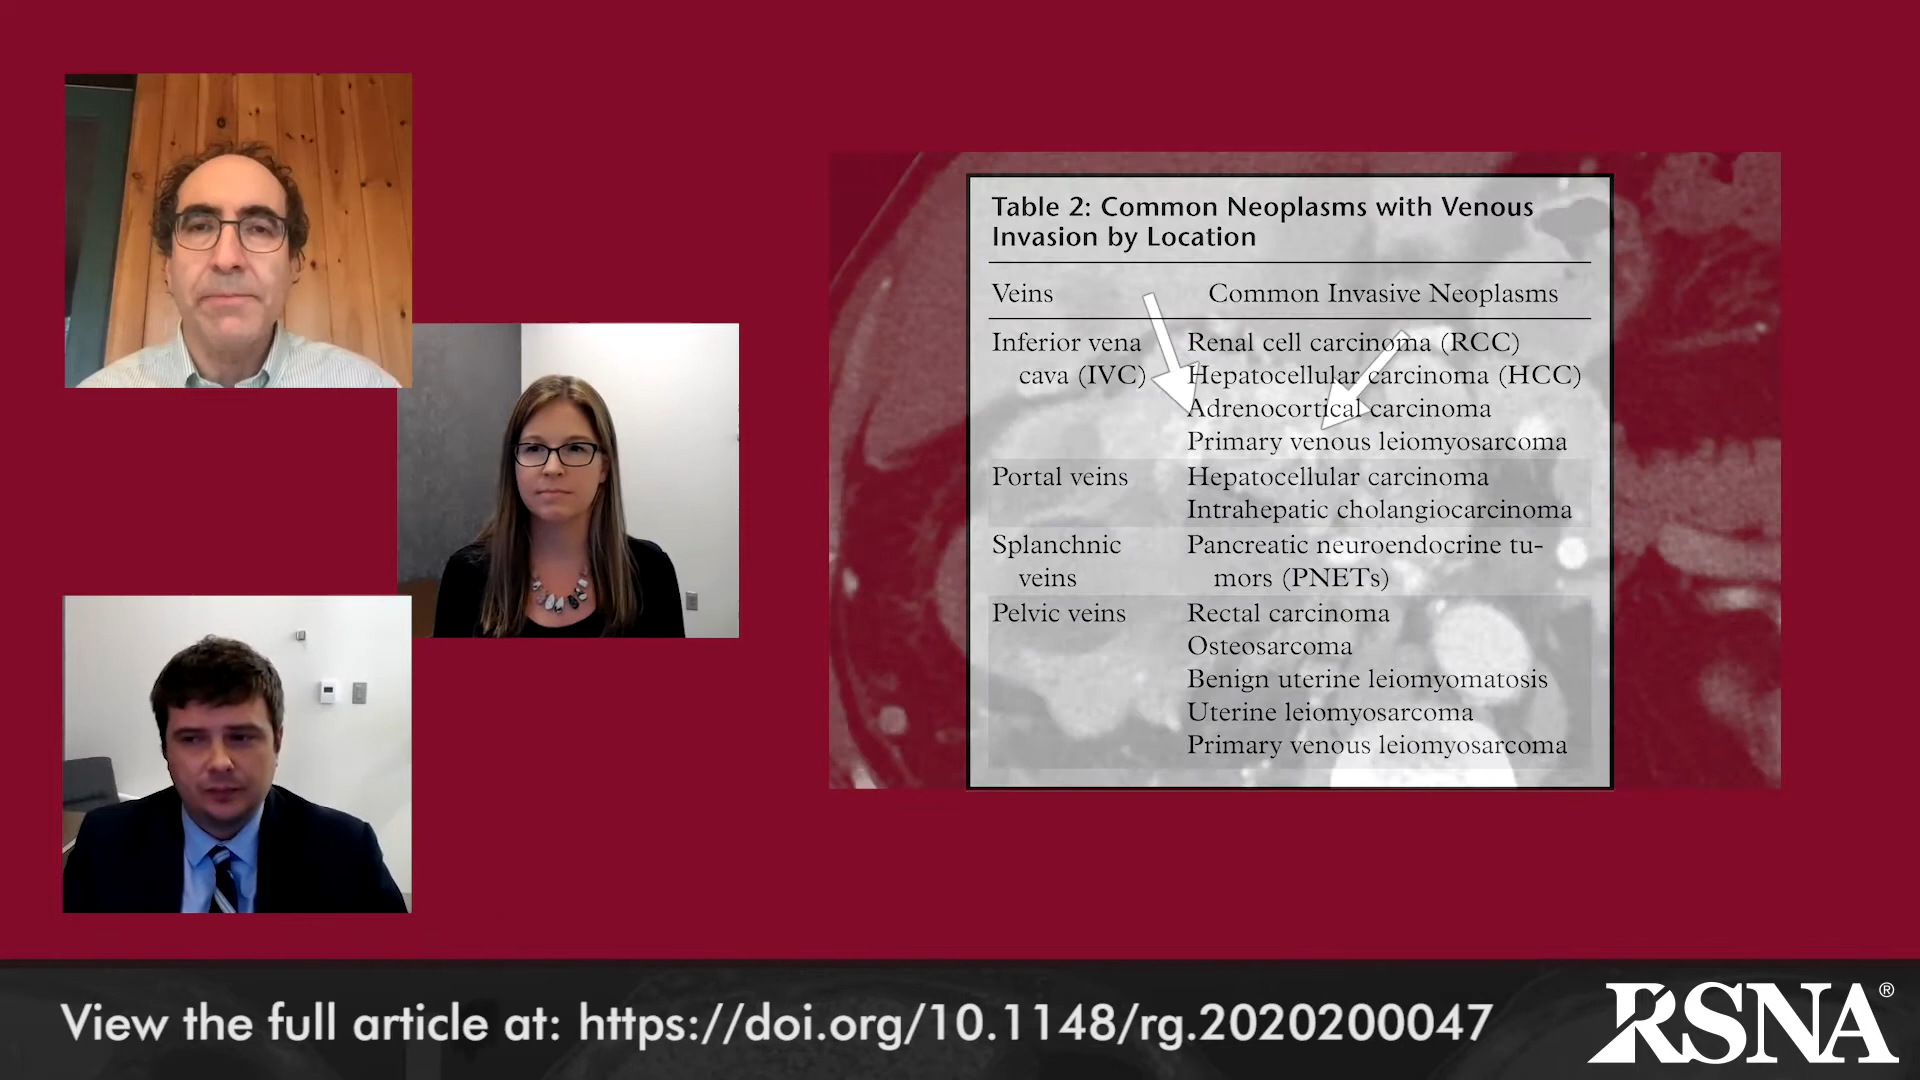 Table 2: Common Neoplasms with Venous
Invasion by Location
Veins Common Invasive Neoplasms
Inferior vena Renal cell carcinoma (RCC)
cava (IVC) Hepatocellular carcinoma (HCC)
Adrenocortical carcinoma
Primary venous leiomyosarcoma
Portal veins Hepatocellular carcinoma
Intrahepatic cholangiocarcinoma
Splanchnic Pancreatic neuroendocrine tu-
veins mors (PNETs)
Pelvic veins Rectal carcinoma
Osteosarcoma
Benign uterine leiomyomatosis
Uterine leiomyosarcoma
Primary venous leiomyosarcoma
View the full article at: https://doi.org/10.1148/rg.2020200047
RSNA®